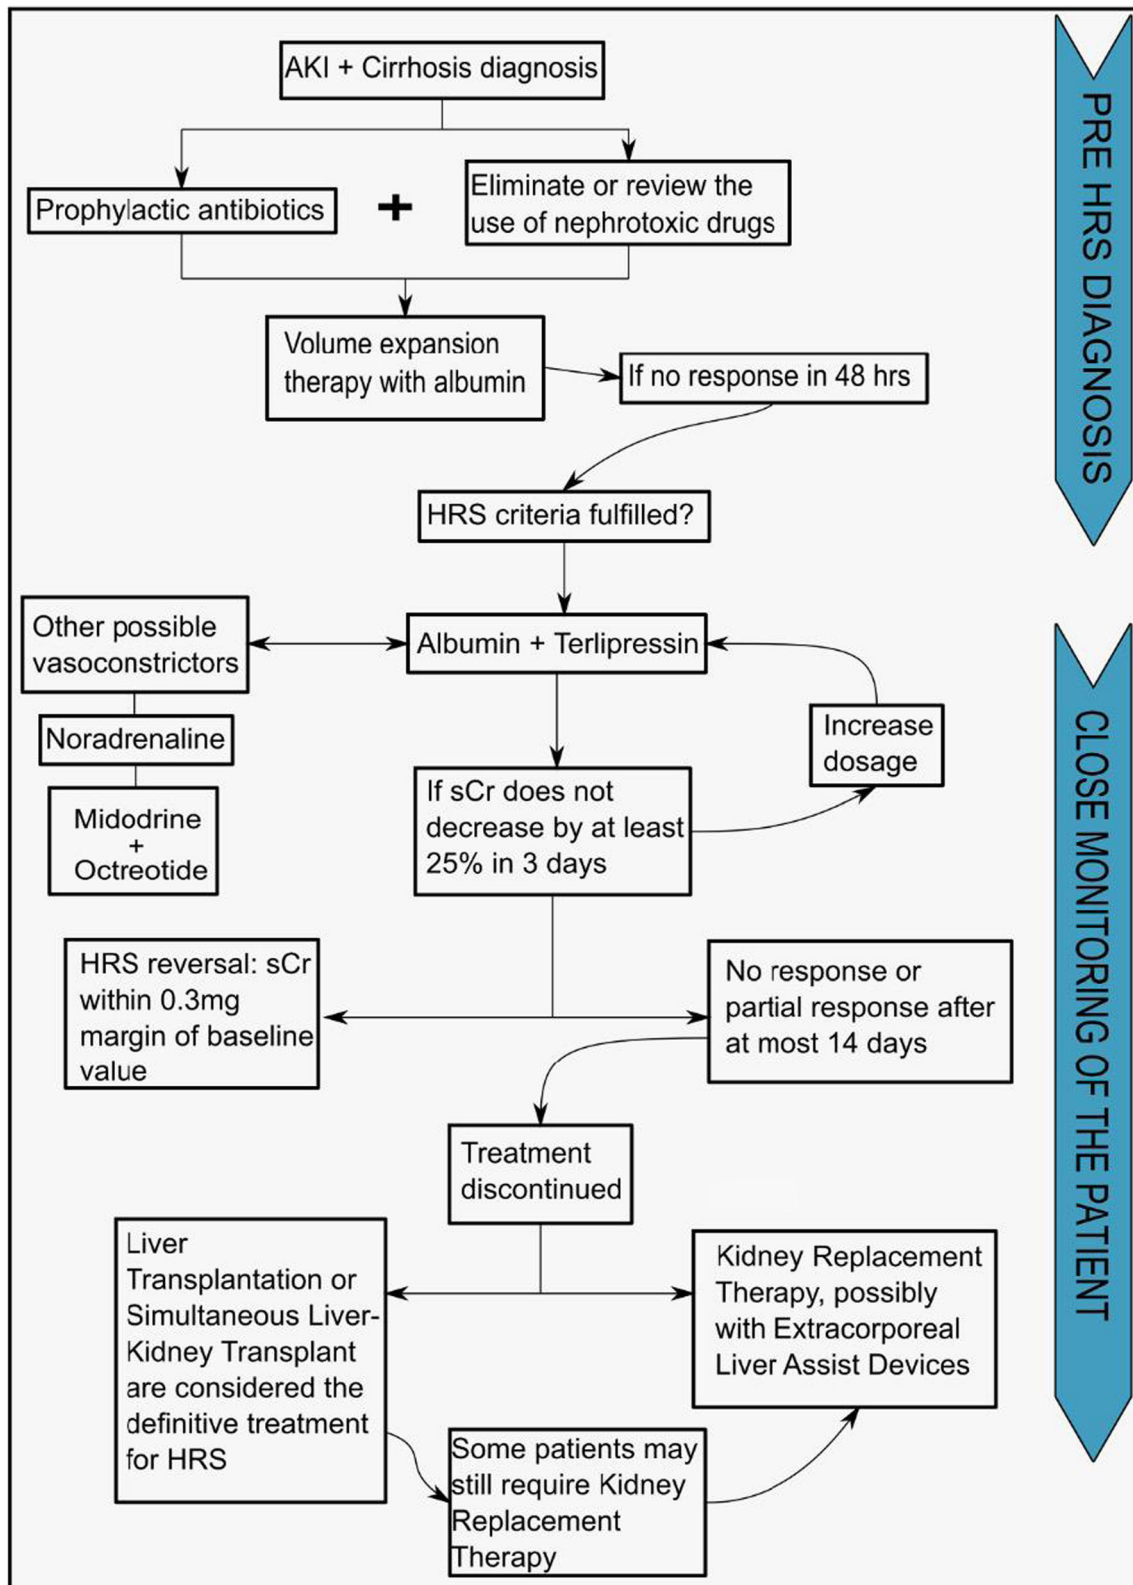 AKI + Cirrhosis diagnosis
Prophylactic antibiotics
+
Eliminate or review the
use of nephrotoxic drugs
Volume expansion
therapy with albumin
If no response in 48 hrs
HRS criteria fulfilled?
PRE HRS DIAGNOSIS
Other possible
vasoconstrictors
Albumin + Terlipressin
Noradrenaline
Midodrine
+
Octreotide
Increase
dosage
If sCr does not
decrease by at least
25% in 3 days
HRS reversal: sCr
within 0.3mg
margin of baseline
value
No response or
partial response after
at most 14 days
Treatment
discontinued
Liver
Transplantation or
Simultaneous Liver-
Kidney Transplant
are considered the
definitive treatment
for HRS
Kidney Replacement
Therapy, possibly
with Extracorporeal
Liver Assist Devices
Some patients may
still require Kidney
Replacement
Therapy
CLOSE MONITORING OF THE PATIENT